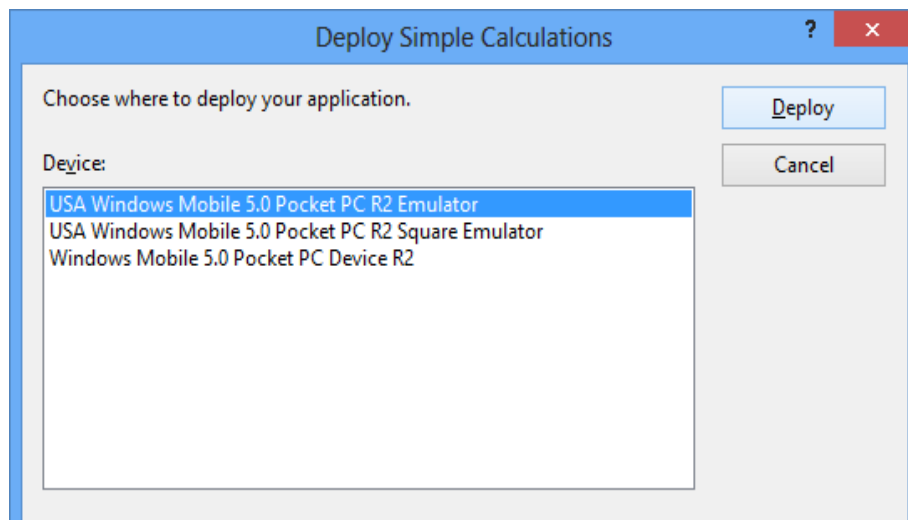 Deploy Simple Calculations
?
×
Choose where to deploy your application.
Deploy
Device:
Cancel
USA Windows Mobile 5.0 Pocket PC R2 Emulator
USA Windows Mobile 5.0 Pocket PC R2 Square Emulator
Windows Mobile 5.0 Pocket PC Device R2